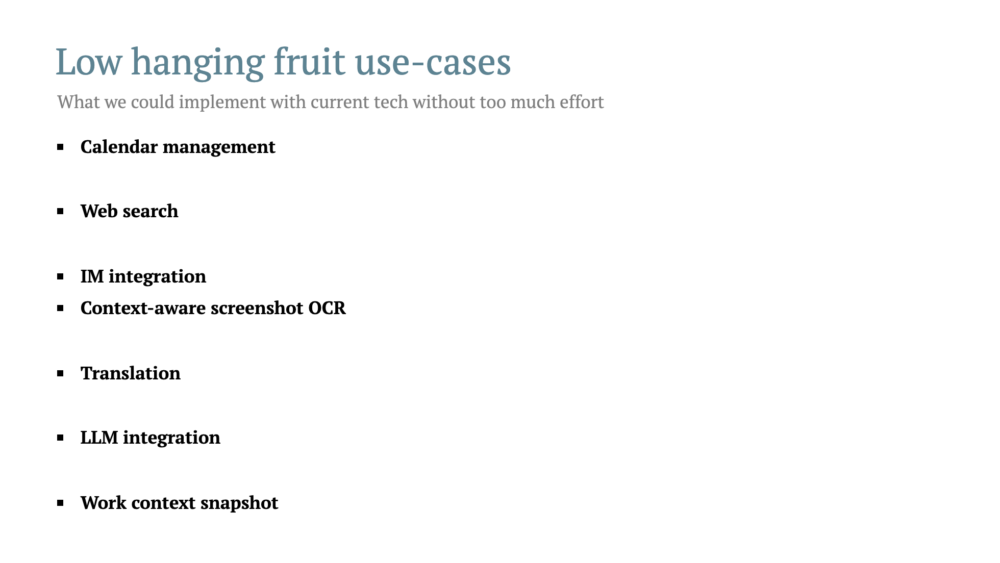 Low hanging fruit use-cases
What we could implement with current tech without too much effort
▪ Calendar management
▪ Web search
▪ IM integration
▪ Context-aware screenshot OCR
▪ Translation
▪ LLM integration
▪ Work context snapshot